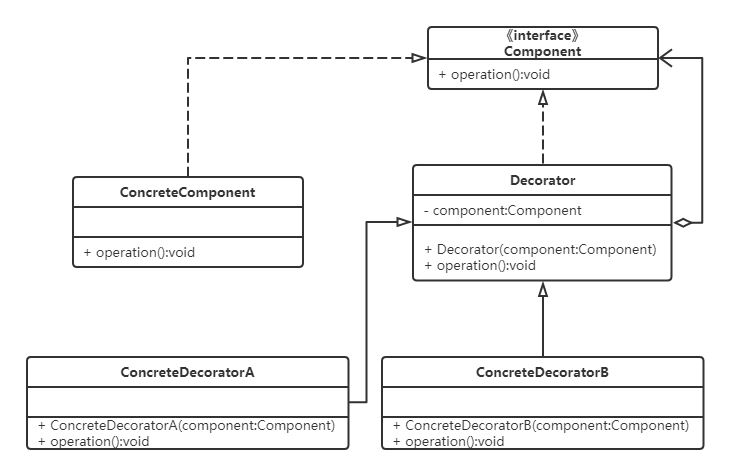 《interface》
Component
+ operation():void
ConcreteComponent
+ operation():void
Decorator
- component:Component
+ Decorator(component:Component)
+ operation():void
ConcreteDecoratorA
+ ConcreteDecoratorA(component:Component)
+ operation():void
ConcreteDecoratorB
+ ConcreteDecoratorB(component:Component)
+ operation():void